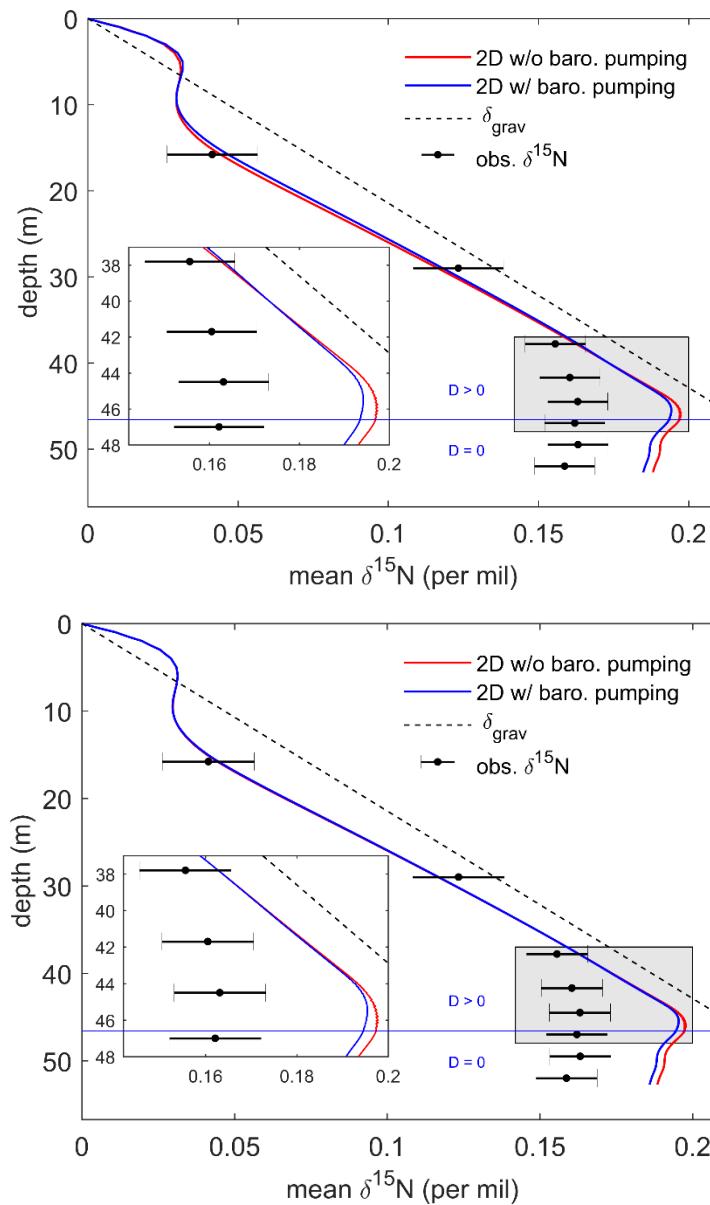 0
10
20
30
40
50
depth (m)
2D w/o baro. pumping
2D w/ baro. pumping
δgrav
obs. δ15N
38
40
42
44
46
48
0.16
0.18
0.2
D > 0
D = 0
0
0.05
0.1
0.15
0.2
mean δ15N (per mil)
0
10
20
30
40
50
depth (m)
2D w/o baro. pumping
2D w/ baro. pumping
δgrav
obs. δ15N
38
40
42
44
46
48
0.16
0.18
0.2
D > 0
D = 0
0
0.05
0.1
0.15
0.2
mean δ15N (per mil)